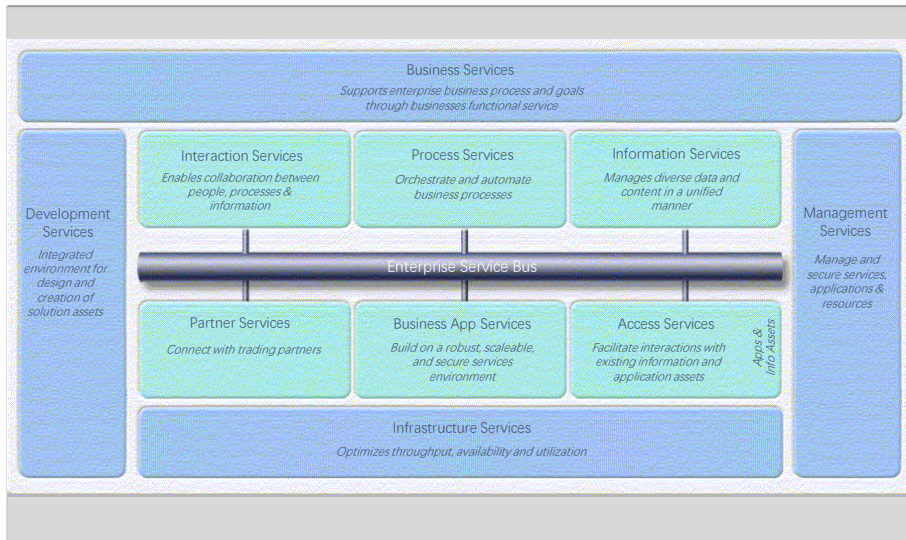 Business Services
Supports enterprise business process and goals
through businesses functional service
Development
Services
Integrated
environment for
design and
creation of
solution assets
Interaction Services
Enables collaboration between
people, processes &
information
Process Services
Orchestrate and automate
business processes
Information Services
Manages diverse data and
content in a unified
manner
Management
Services
Manage and
secure services,
applications &
resources
Enterprise Service Bus
Partner Services
Connect with trading partners
Business App Services
Build on a robust, scaleable,
and secure services
environment
Access Services
Facilitate interactions with
existing information and
application assets
Apps &
Info Assets
Infrastructure Services
Optimizes throughput, availability and utilization